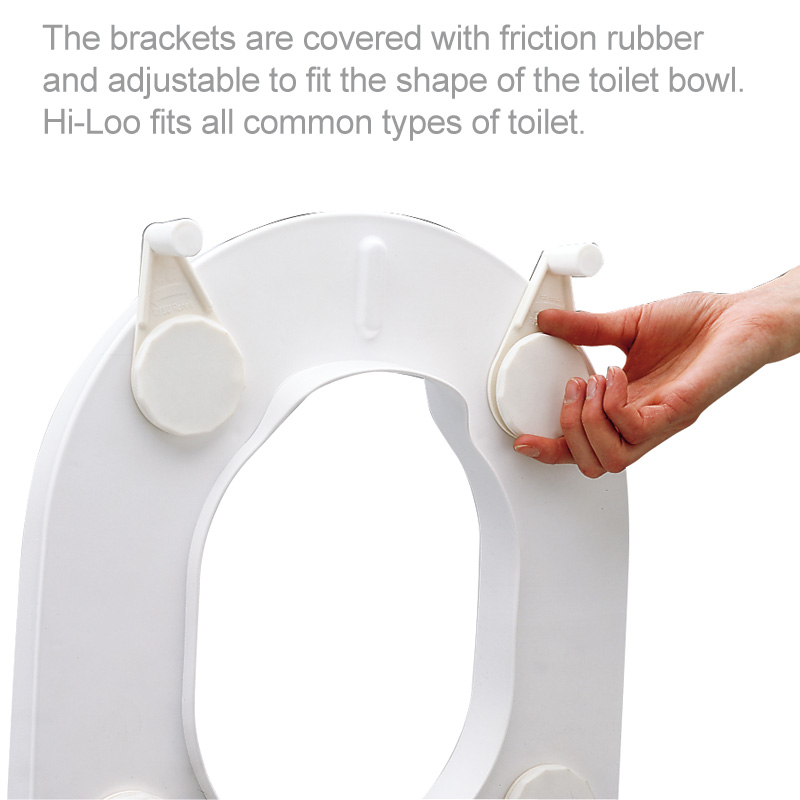 The brackets are covered with friction rubber
and adjustable to fit the shape of the toilet bowl.
Hi-Loo fits all common types of toilet.